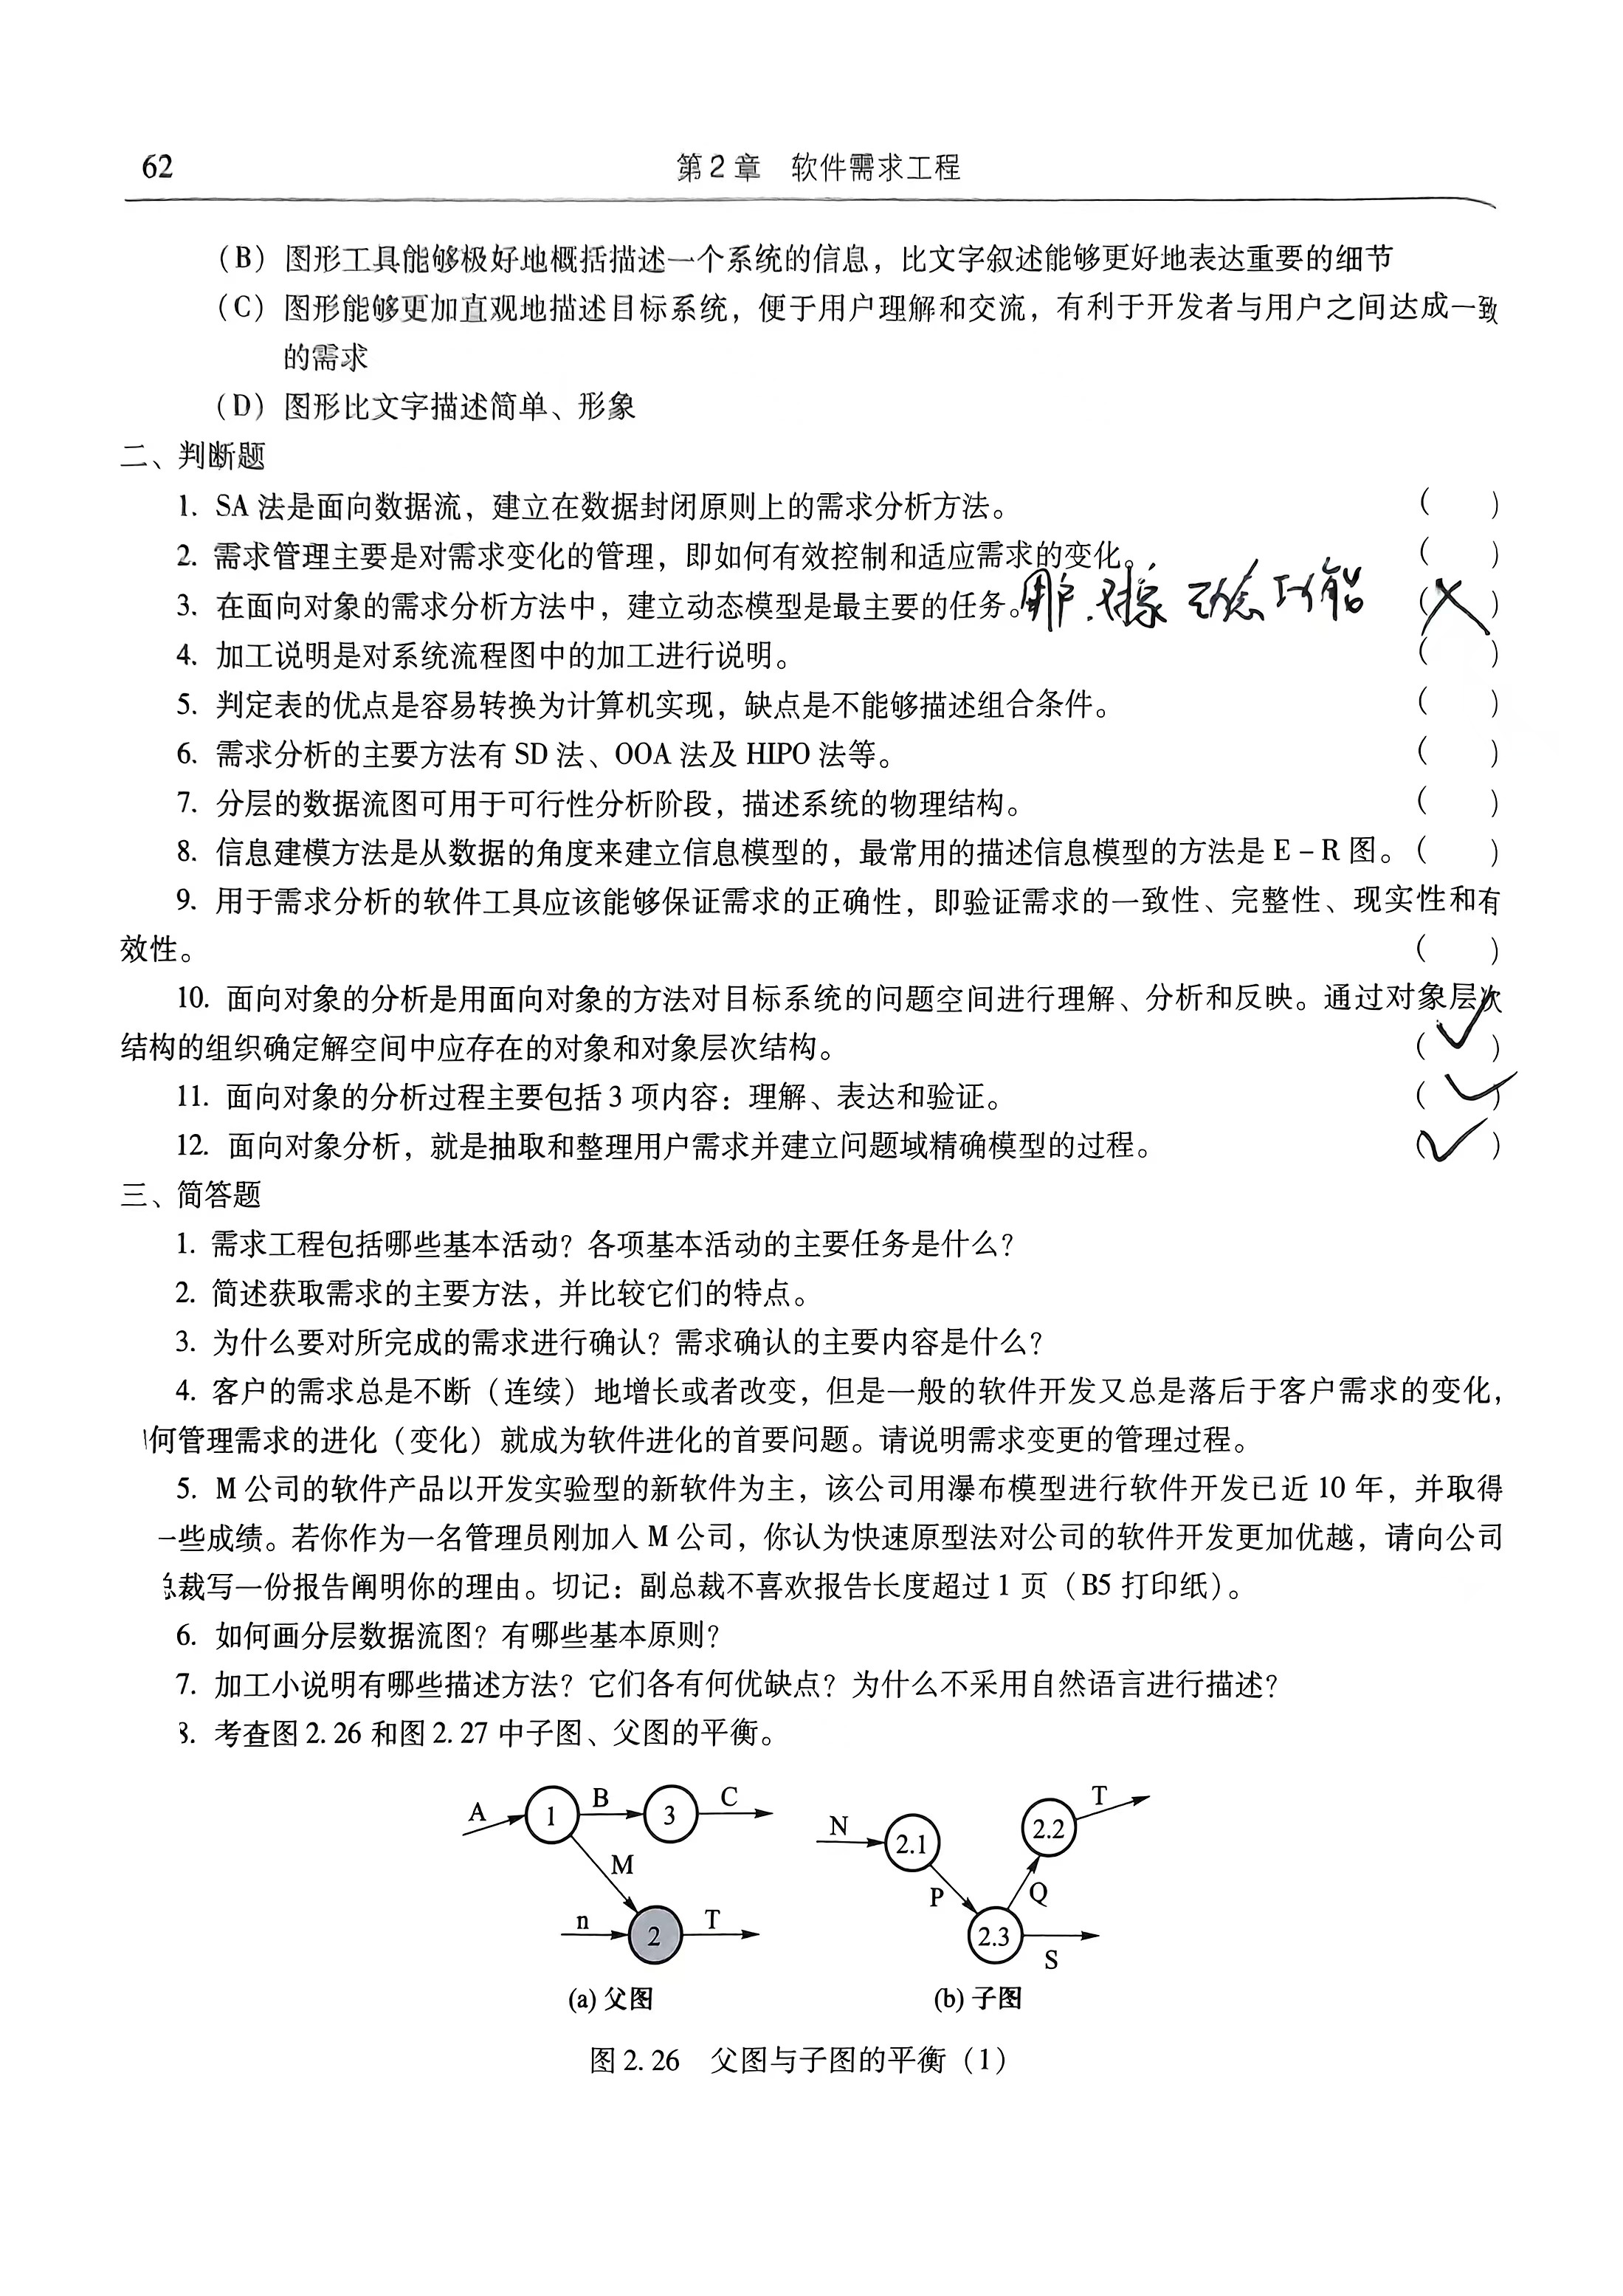 62
第2章 软件需求工程
(B) 图形工具能够极好地概括描述一个系统的信息，比文字叙述能够更好地表达重要的细节
(C) 图形能够更加直观地描述目标系统，便于用户理解和交流，有利于开发者与用户之间达成一致
的需求
(D) 图形比文字描述简单、形象
二、判断题
1. SA 法是面向数据流，建立在数据封闭原则上的需求分析方法。 ( )
2. 需求管理主要是对需求变化的管理，即如何有效控制和适应需求的变化。 ( )
3. 在面向对象的需求分析方法中，建立动态模型是最主要的任务。用户.对象 动态 功能 (×)
4. 加工说明是对系统流程图中的加工进行说明。 ( )
5. 判定表的优点是容易转换为计算机实现，缺点是不能够描述组合条件。 ( )
6. 需求分析的主要方法有 SD 法、OOA 法及 HIPO 法等。 ( )
7. 分层的数据流图可用于可行性分析阶段，描述系统的物理结构。 ( )
8. 信息建模方法是从数据的角度来建立信息模型的，最常用的描述信息模型的方法是 E－R 图。 ( )
9. 用于需求分析的软件工具应该能够保证需求的正确性，即验证需求的一致性、完整性、现实性和有
效性。 ( )
10. 面向对象的分析是用面向对象的方法对目标系统的问题空间进行理解、分析和反映。通过对象层次
结构的组织确定解空间中应存在的对象和对象层次结构。 (✓)
11. 面向对象的分析过程主要包括 3 项内容：理解、表达和验证。 (✓)
12. 面向对象分析，就是抽取和整理用户需求并建立问题域精确模型的过程。 (✓)
三、简答题
1. 需求工程包括哪些基本活动？各项基本活动的主要任务是什么？
2. 简述获取需求的主要方法，并比较它们的特点。
3. 为什么要对所完成的需求进行确认？需求确认的主要内容是什么？
4. 客户的需求总是不断（连续）地增长或者改变，但是一般的软件开发又总是落后于客户需求的变化，
何管理需求的进化（变化）就成为软件进化的首要问题。请说明需求变更的管理过程。
5. M 公司的软件产品以开发实验型的新软件为主，该公司用瀑布模型进行软件开发已近 10 年，并取得
一些成绩。若你作为一名管理员刚加入 M 公司，你认为快速原型法对公司的软件开发更加优越，请向公司
总裁写一份报告阐明你的理由。切记：副总裁不喜欢报告长度超过 1 页（B5 打印纸）。
6. 如何画分层数据流图？有哪些基本原则？
7. 加工小说明有哪些描述方法？它们各有何优缺点？为什么不采用自然语言进行描述？
8. 考查图 2.26 和图 2.27 中子图、父图的平衡。
A 1 B 3 C
M
n 2 T
(a) 父图
N 2.1 2.2 T
P Q
2.3 S
(b) 子图
图 2.26 父图与子图的平衡（1）